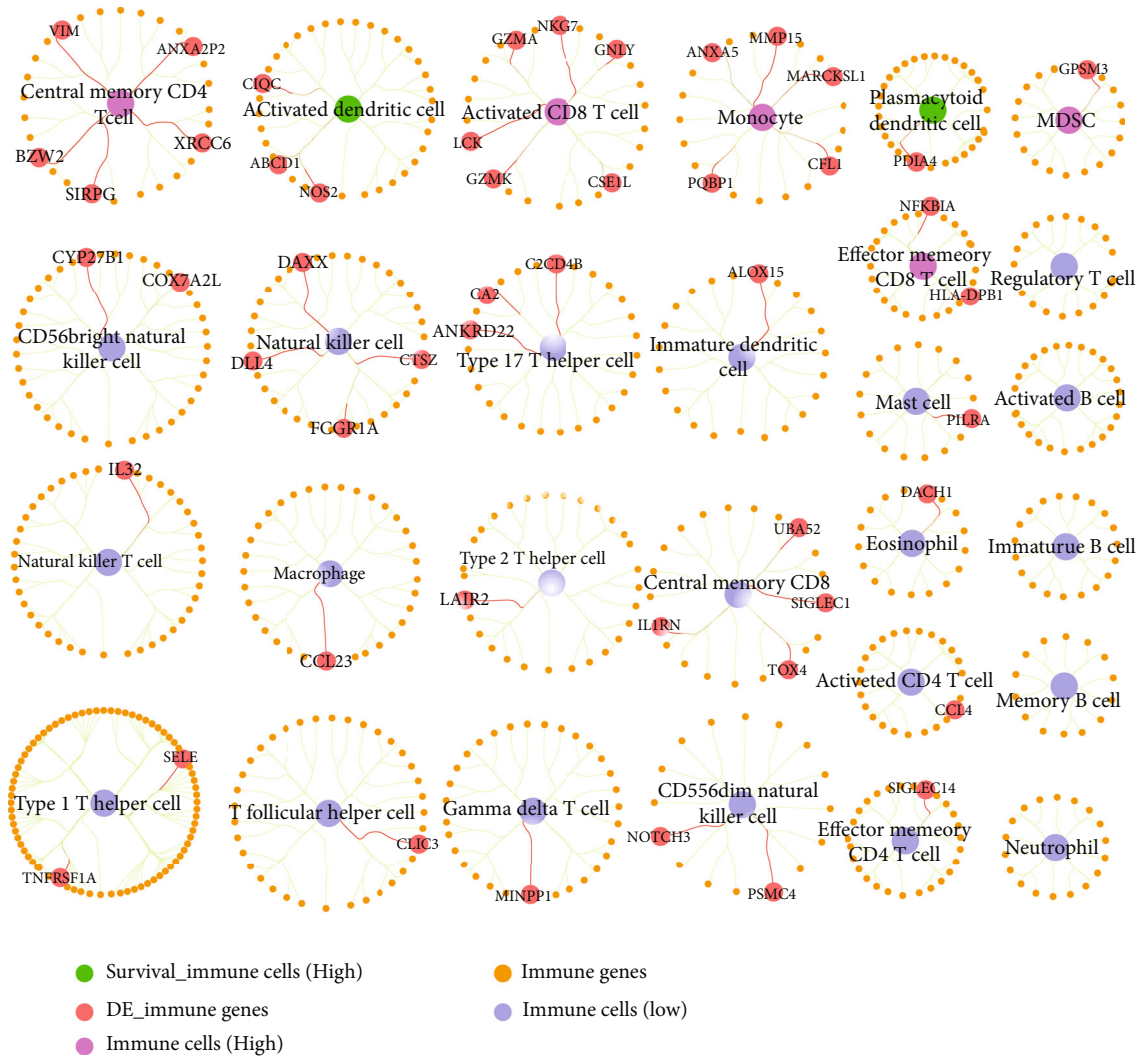 VIM
ANXA2P2
Central memory CD4
Tcell
BZW2
XRCC6
SIRPG
CIQC
ACtivated dendritic cell
ABCD1
NOS2
NKG7
GZMA
GNLY
Activated CD8 T cell
LCK
GZMK
CSE1L
MMP15
ANXA5
MARCKSL1
Monocyte
PQBP1
CFL1
Plasmacytoid
dendritic cell
PDIA4
GPSM3
MDSC
NFKBIA
Effector memeory
CD8 T cell
HLA-DPB1
Regulatory T cell
CYP27B1
COX7A2L
CD56bright natural
killer cell
DAXX
Natural killer cell
DLL4
CTSZ
FCGR1A
C2CD4B
CA2
ANKRD22
Type 17 T helper cell
ALOX15
Immature dendritic
cell
Mast cell
PILRA
Activated B cell
IL32
Natural killer T cell
Macrophage
CCL23
Type 2 T helper cell
LAIR2
UBA52
Central memory CD8
SIGLEC1
IL1RN
TOX4
DACH1
Eosinophil
Immaturue B cell
Activeted CD4 T cell
CCL4
Memory B cell
SELE
Type 1 T helper cell
TNFRSF1A
T follicular helper cell
CLIC3
Gamma delta T cell
MINPP1
CD556dim natural
killer cell
NOTCH3
PSMC4
SIGLEC14
Effector memeory
CD4 T cell
Neutrophil
Survival_immune cells (High)
DE_immune genes
Immune cells (High)
Immune genes
Immune cells (low)